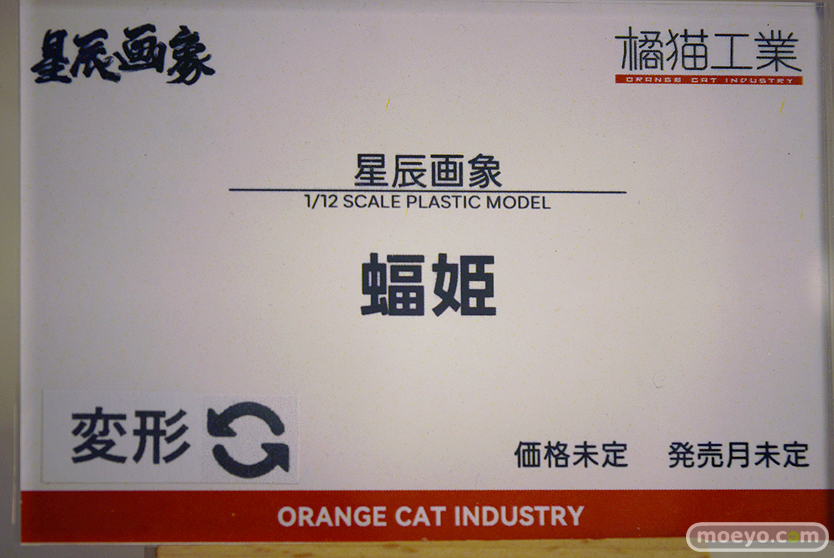 星辰画象
橘猫工業
ORANGE CAT INDUSTRY
星辰画象
1/12 SCALE PLASTIC MODEL
蝠姫
変形
価格未定 発売月未定
ORANGE CAT INDUSTRY
moeyo.com